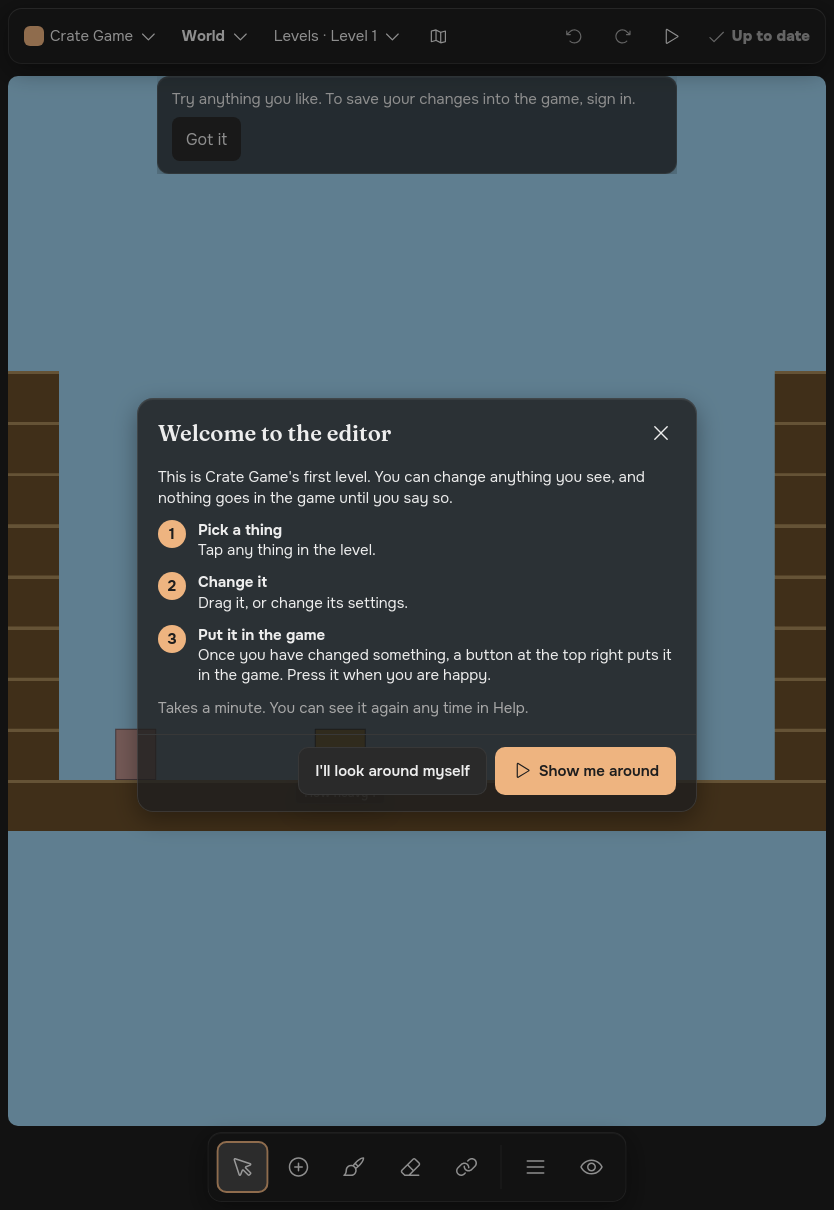 Crate Game
World
Levels · Level 1
Up to date
Try anything you like. To save your changes into the game, sign in.
Got it
Welcome to the editor
This is Crate Game's first level. You can change anything you see, and
nothing goes in the game until you say so.
1
Pick a thing
Tap any thing in the level.
2
Change it
Drag it, or change its settings.
3
Put it in the game
Once you have changed something, a button at the top right puts it
in the game. Press it when you are happy.
Takes a minute. You can see it again any time in Help.
I'll look around myself
Show me around